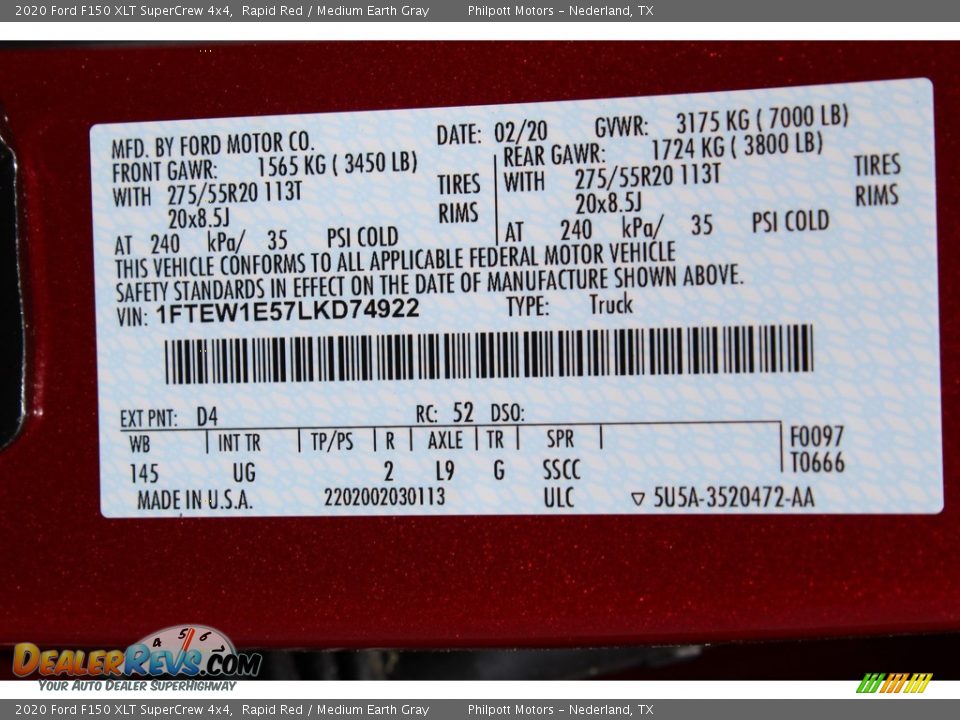 2020 Ford F150 XLT SuperCrew 4x4, Rapid Red / Medium Earth Gray Philpott Motors – Nederland, TX
MFD. BY FORD MOTOR CO. DATE: 02/20 GVWR: 3175 KG ( 7000 LB)
FRONT GAWR: 1565 KG ( 3450 LB) REAR GAWR: 1724 KG ( 3800 LB)
WITH 275/55R20 113T TIRES WITH 275/55R20 113T TIRES
20x8.5J RIMS 20x8.5J RIMS
AT 240 kPa/ 35 PSI COLD AT 240 kPa/ 35 PSI COLD
THIS VEHICLE CONFORMS TO ALL APPLICABLE FEDERAL MOTOR VEHICLE
SAFETY STANDARDS IN EFFECT ON THE DATE OF MANUFACTURE SHOWN ABOVE.
VIN: 1FTEW1E57LKD74922 TYPE: Truck
EXT PNT: D4 RC: 52 DSO:
WB INT TR TP/PS R AXLE TR SPR F0097
145 UG 2 L9 G SSCC T0666
MADE IN U.S.A. 2202002030113 ULC ▽ 5U5A-3520472-AA
4 5 6
DEALERREVS.COM
YOUR AUTO DEALER SUPERHIGHWAY
2020 Ford F150 XLT SuperCrew 4x4, Rapid Red / Medium Earth Gray Philpott Motors – Nederland, TX